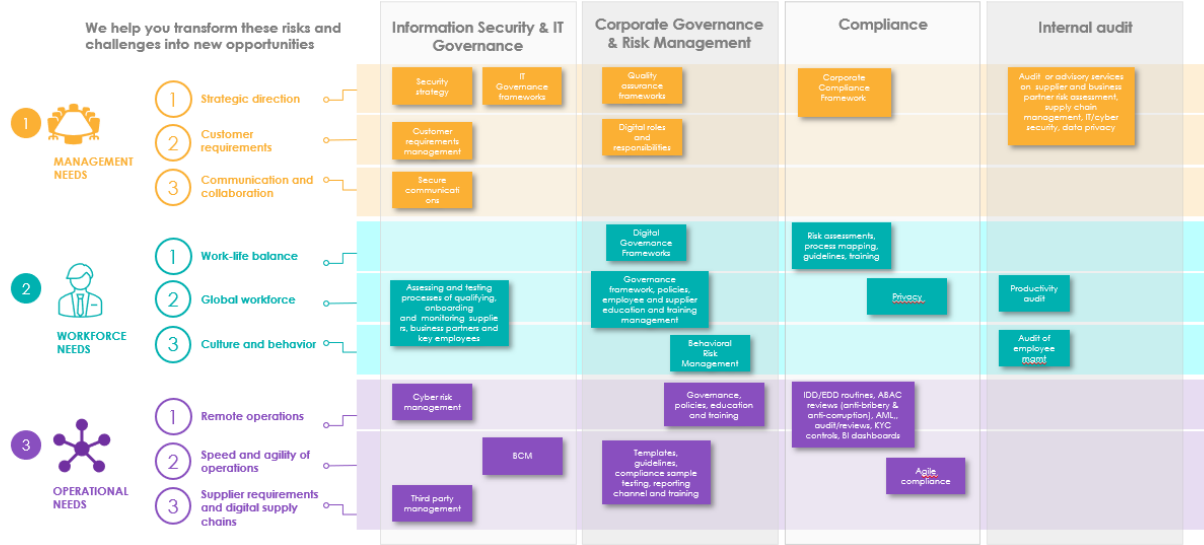 We help you transform these risks and
challenges into new opportunities
Information Security & IT
Governance
Corporate Governance
& Risk Management
Compliance
Internal audit
1
MANAGEMENT
NEEDS
1
Strategic direction
2
Customer
requirements
3
Communication and
collaboration
Security
strategy
IT
Governance
frameworks
Quality
assurance
frameworks
Corporate
Compliance
Framework
Audit or advisory services
on supplier and business
partner risk assessment,
supply chain
management, IT/cyber
security, data privacy
Customer
requirements
management
Digital roles
and
responsibilities
Secure
communicati
ons
2
WORKFORCE
NEEDS
1
Work-life balance
2
Global workforce
3
Culture and behavior
Digital
Governance
Frameworks
Risk assessments,
process mapping,
guidelines, training
Assessing and testing
processes of qualifying,
onboarding
and monitoring supplie
rs, business partners and
key employees
Governance
framework, policies,
employee and supplier
education and training
management
Privacy
Productivity
audit
Behavioral
Risk
Management
Audit of
employee
mgmt
3
OPERATIONAL
NEEDS
1
Remote operations
2
Speed and agility of
operations
3
Supplier requirements
and digital supply
chains
Cyber risk
management
Governance,
policies, education
and training
IDD/EDD routines, ABAC
reviews (anti-bribery &
anti-corruption), AML,
audit/reviews, KYC
controls, BI dashboards
BCM
Templates,
guidelines,
compliance sample
testing, reporting
channel and training
Agile
compliance
Third party
management